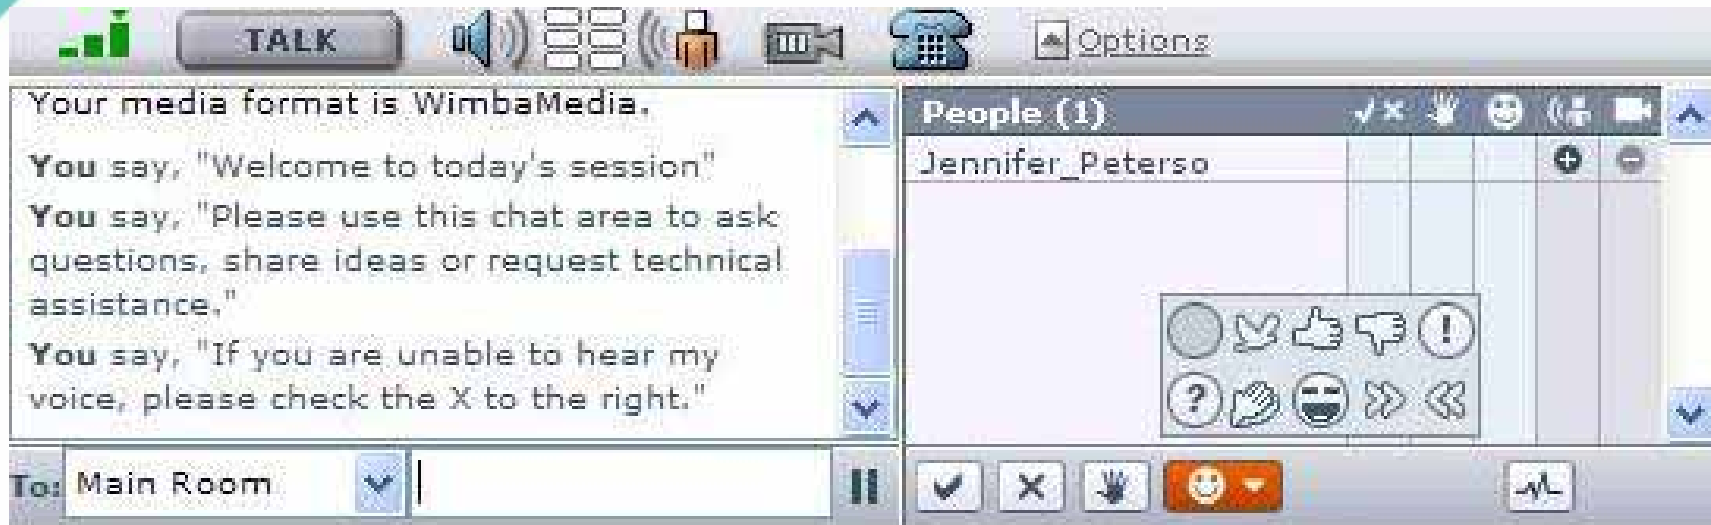 TALK
Options
Your media format is WimbaMedia.
You say, "Welcome to today's session"
You say, "Please use this chat area to ask
questions, share ideas or request technical
assistance."
You say, "If you are unable to hear my
voice, please check the X to the right."
To: Main Room
People (1)
Jennifer_Peterso